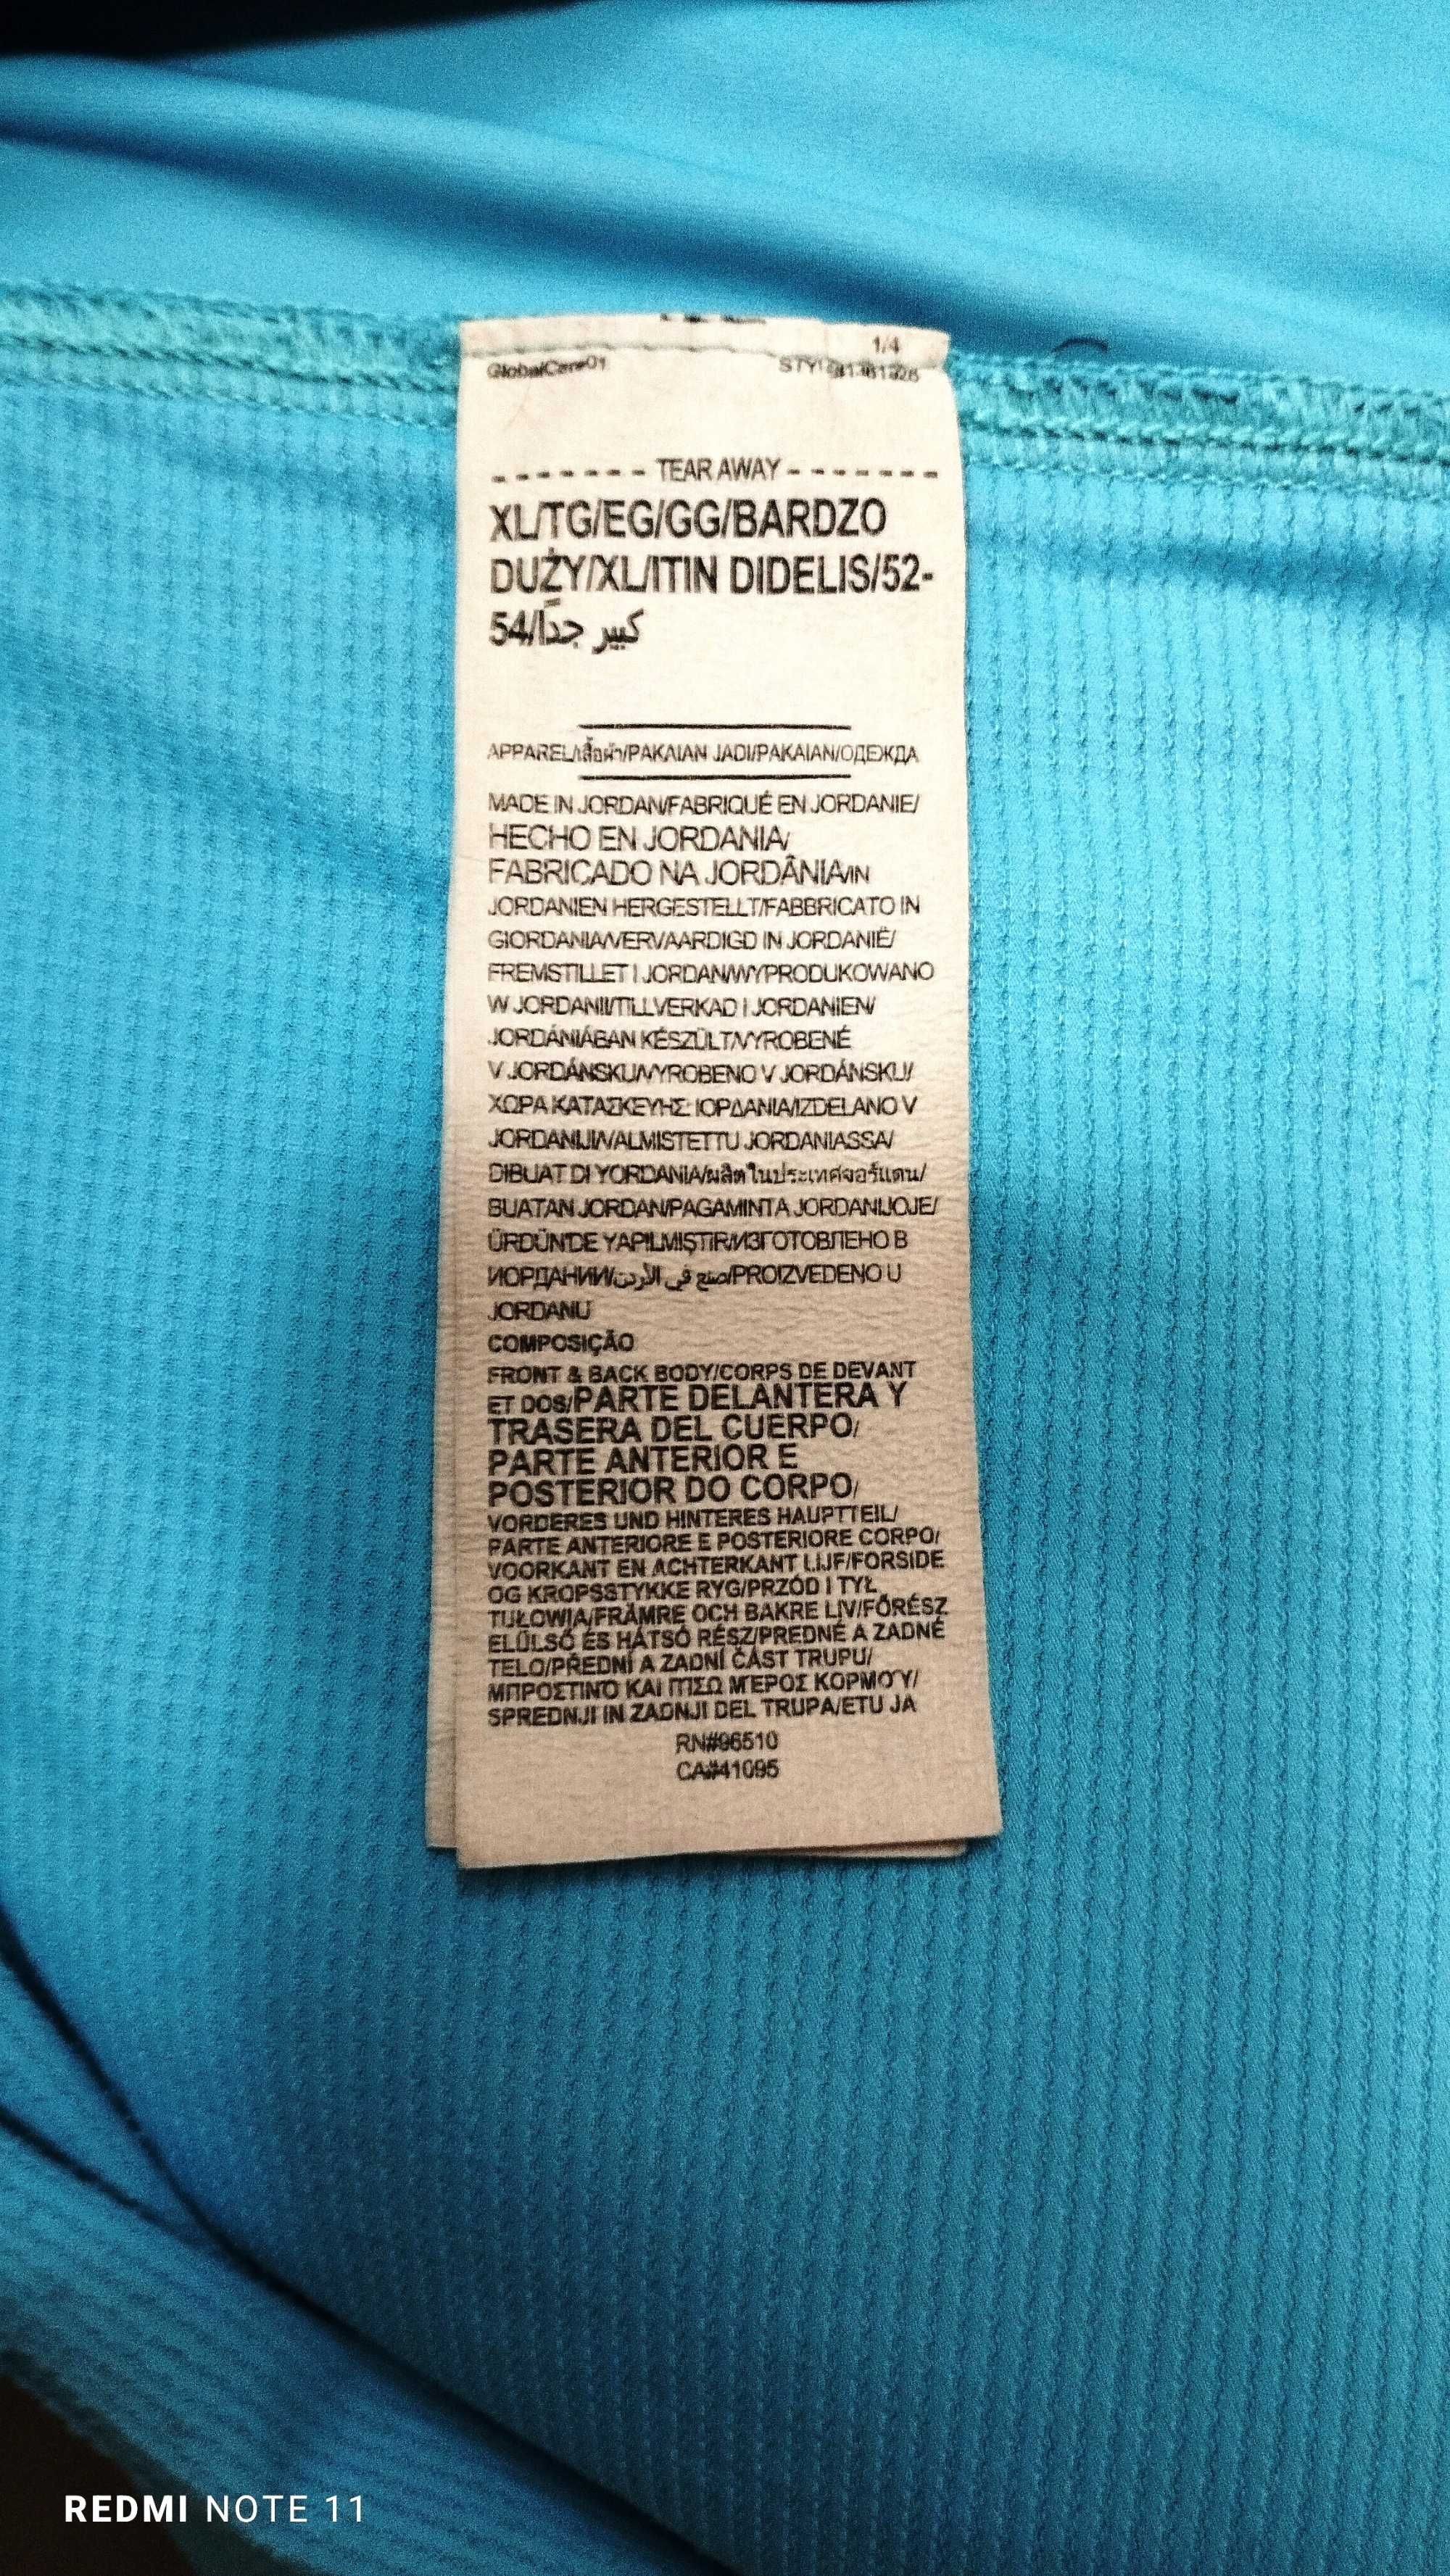 1/4
GlobalCare01
TEAR AWAY
XL/TG/EG/GG/BARDZO
DUŻY/XL/ITIN DIDELIS/52-
54/كبير جدًا
APPAREL/เสื้อผ้า/PAKAIAN JADI/PAKAIAN/ОДЕЖДА
MADE IN JORDAN/FABRIQUÉ EN JORDANIE/
HECHO EN JORDANIA/
FABRICADO NA JORDÂNIA/IN
JORDANIEN HERGESTELLT/FABBRICATO IN
GIORDANIA/VERVAARDIGD IN JORDANIË/
FREMSTILLET I JORDAN/WYPRODUKOWANO
W JORDANII/TILLVERKAD I JORDANIEN/
JORDÁNIÁBAN KÉSZÜLT/VYROBENÉ
V JORDÁNSKU/VYROBENO V JORDÁNSKU/
ΧΩΡΑ ΚΑΤΑΣΚΕΥΗΣ: ΙΟΡΔΑΝΙΑ/IZDELANO V
JORDANIJI/VALMISTETTU JORDANIASSA/
DIBUAT DI YORDANIA/ผลิตในประเทศจอร์แดน/
BUATAN JORDAN/PAGAMINTA JORDANIJOJE/
ÜRDÜN'DE YAPILMIŞTIR/ИЗГОТОВЛЕНО В
ИОРДАНИИ/صنع في الأردن/PROIZVEDENO U
JORDANU
COMPOSIÇÃO
FRONT & BACK BODY/CORPS DE DEVANT
ET DOS/PARTE DELANTERA Y
TRASERA DEL CUERPO/
PARTE ANTERIOR E
POSTERIOR DO CORPO/
VORDERES UND HINTERES HAUPTTEIL/
PARTE ANTERIORE E POSTERIORE CORPO/
VOORKANT EN ACHTERKANT LIJF/FORSIDE
OG KROPSSTYKKE RYG/PRZÓD I TYŁ
TUŁOWIA/FRÄMRE OCH BAKRE LIV/FŐRÉSZ
ELÜLSŐ ÉS HÁTSÓ RÉSZ/PREDNÉ A ZADNÉ
TELO/PŘEDNÍ A ZADNÍ ČÁST TRUPU/
ΜΠΡΟΣΤΙΝΌ ΚΑΙ ΠΊΣΩ ΜΈΡΟΣ ΚΟΡΜΟΎ/
SPREDNJI IN ZADNJI DEL TRUPA/ETU JA
RN#96510
CA#41095
REDMI NOTE 11